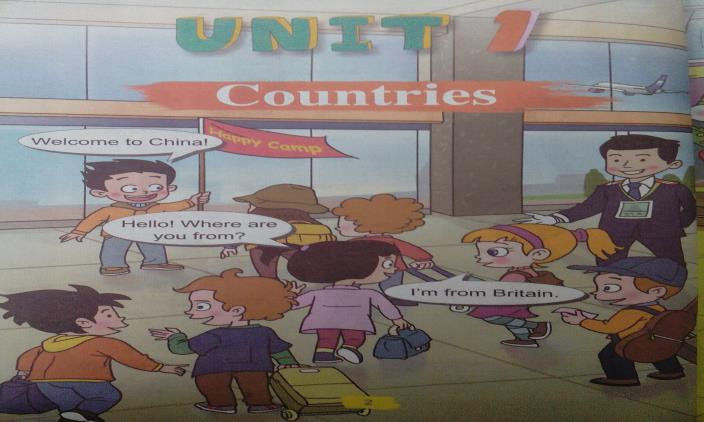 UNIT 1
Countries
Welcome to China!
Happy Camp
Hello! Where are
you from?
I'm from Britain.
2